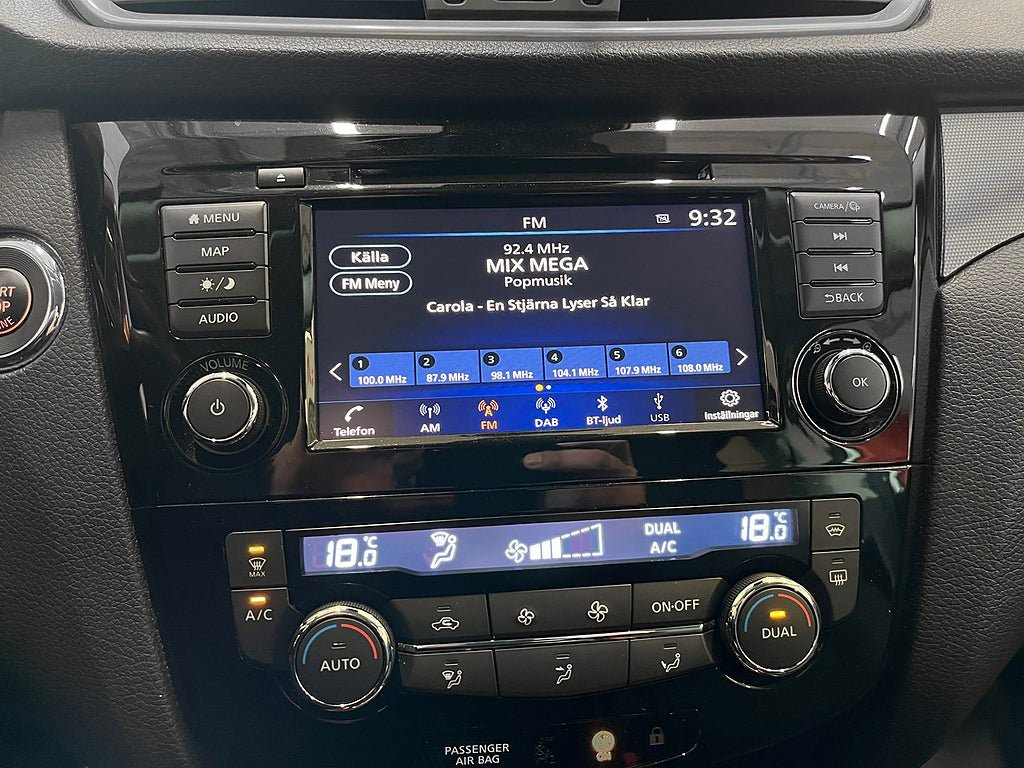 MENU
MAP
AUDIO
VOLUME
START
STOP
FM
9:32
Källa
FM Meny
92.4 MHz
MIX MEGA
Popmusik
Carola - En Stjärna Lyser Så Klar
1 100.0 MHz 2 87.9 MHz 3 98.1 MHz 4 104.1 MHz 5 107.9 MHz 6 108.0 MHz
Telefon AM FM DAB BT-ljud USB Inställningar
CAMERA/
BACK
OK
18.0 °C
DUAL
A/C
18.0 °C
MAX
A/C
AUTO
ON·OFF
DUAL
PASSENGER
AIR BAG
ON